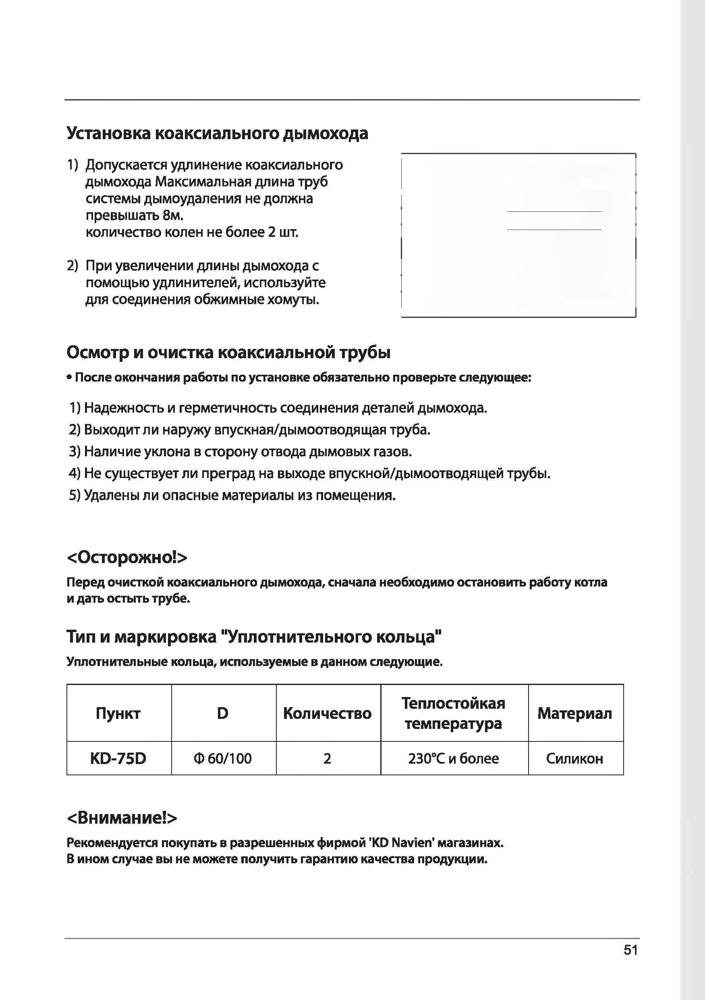 Установка коаксиального дымохода
1) Допускается удлинение коаксиального
дымохода Максимальная длина труб
системы дымоудаления не должна
превышать 8м.
количество колен не более 2 шт.
2) При увеличении длины дымохода с
помощью удлинителей, используйте
для соединения обжимные хомуты.
Осмотр и очистка коаксиальной трубы
• После окончания работы по установке обязательно проверьте следующее:
1) Надежность и герметичность соединения деталей дымохода.
2) Выходит ли наружу впускная/дымоотводящая труба.
3) Наличие уклона в сторону отвода дымовых газов.
4) Не существует ли преград на выходе впускной/дымоотводящей трубы.
5) Удалены ли опасные материалы из помещения.
<Осторожно!>
Перед очисткой коаксиального дымохода, сначала необходимо остановить работу котла
и дать остыть трубе.
Тип и маркировка "Уплотнительного кольца"
Уплотнительные кольца, используемые в данном следующие.
Пункт D Количество Теплостойкая температура Материал
KD-75D Ф 60/100 2 230°С и более Силикон
<Внимание!>
Рекомендуется покупать в разрешенных фирмой 'KD Navien' магазинах.
В ином случае вы не можете получить гарантию качества продукции.
51